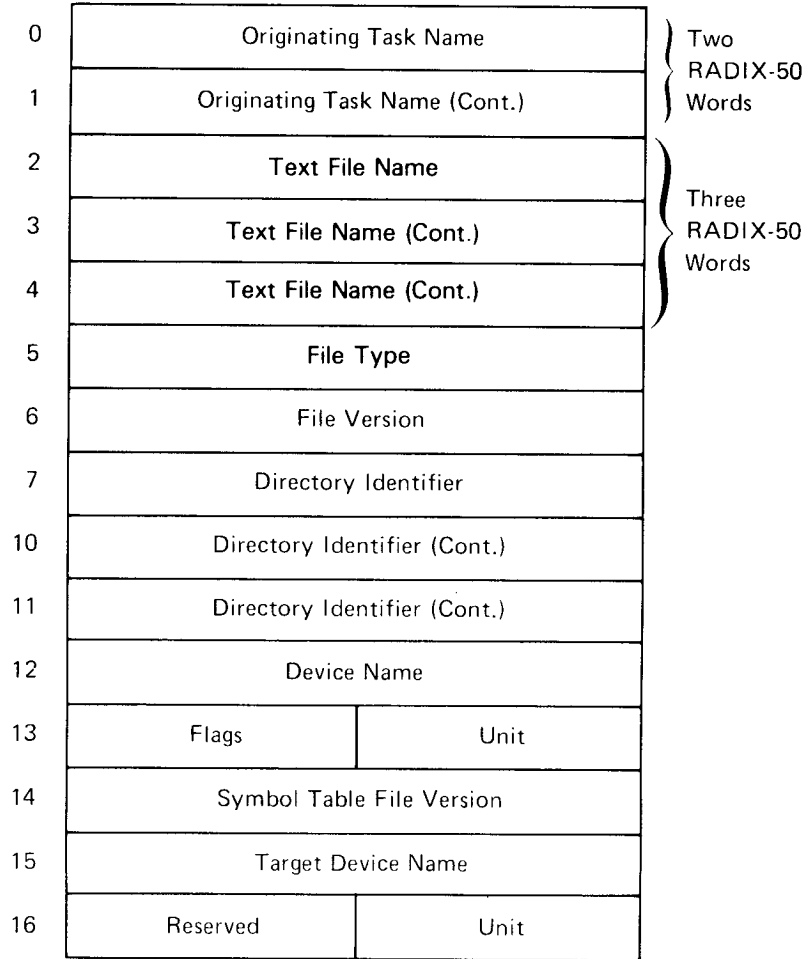 0 Originating Task Name
1 Originating Task Name (Cont.)
Two
RADIX-50
Words
2 Text File Name
3 Text File Name (Cont.)
4 Text File Name (Cont.)
Three
RADIX-50
Words
5 File Type
6 File Version
7 Directory Identifier
10 Directory Identifier (Cont.)
11 Directory Identifier (Cont.)
12 Device Name
13 Flags Unit
14 Symbol Table File Version
15 Target Device Name
16 Reserved Unit